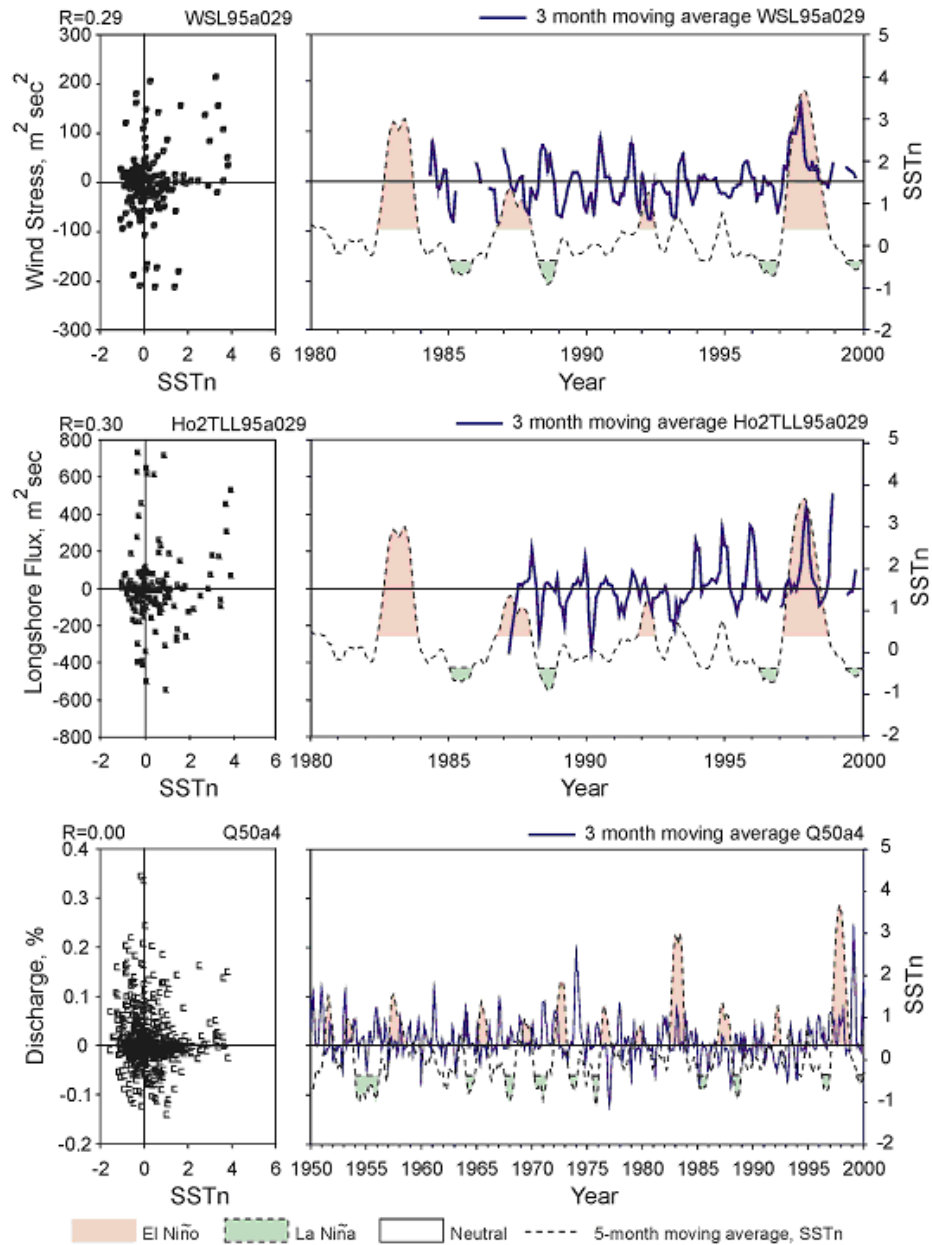 R=0.29 WSL95a029
3 month moving average WSL95a029
300
200
100
0
-100
-200
-300
Wind Stress, m² sec²
-2 0 2 4 6
SSTn
5
4
3
2
1
0
-1
-2
SSTn
1980 1985 1990 1995 2000
Year
R=0.30 Ho2TLL95a029
3 month moving average Ho2TLL95a029
800
600
400
200
0
-200
-400
-600
-800
Longshore Flux, m² sec
-2 0 2 4 6
SSTn
5
4
3
2
1
0
-1
-2
SSTn
1980 1985 1990 1995 2000
Year
R=0.00 Q50a4
3 month moving average Q50a4
0.4
0.3
0.2
0.1
0
-0.1
-0.2
Discharge, %
-2 0 2 4 6
SSTn
5
4
3
2
1
0
-1
-2
SSTn
1950 1955 1960 1965 1970 1975 1980 1985 1990 1995 2000
Year
El Niño La Niña Neutral 5-month moving average, SSTn